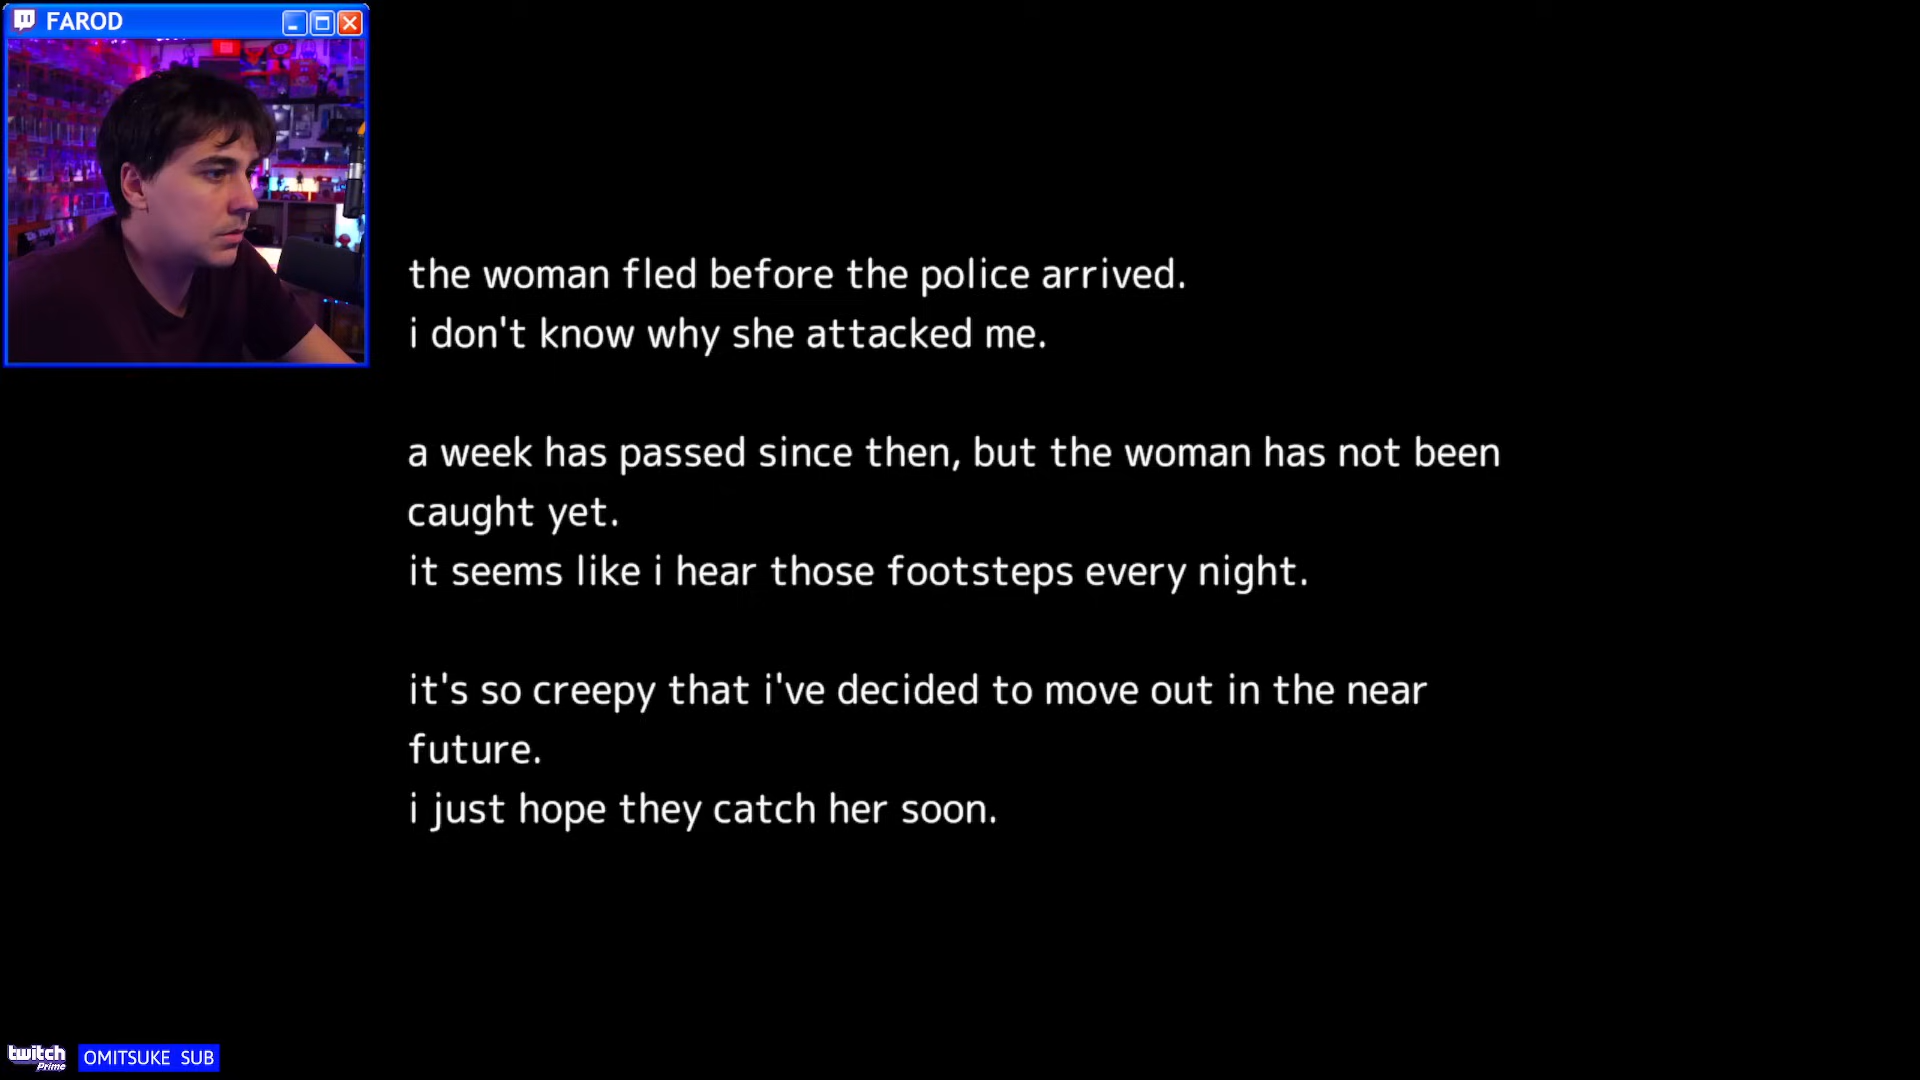 FAROD
the woman fled before the police arrived.
i don't know why she attacked me.
a week has passed since then, but the woman has not been
caught yet.
it seems like i hear those footsteps every night.
it's so creepy that i've decided to move out in the near
future.
i just hope they catch her soon.
twitch
Prime
OMITSUKE SUB